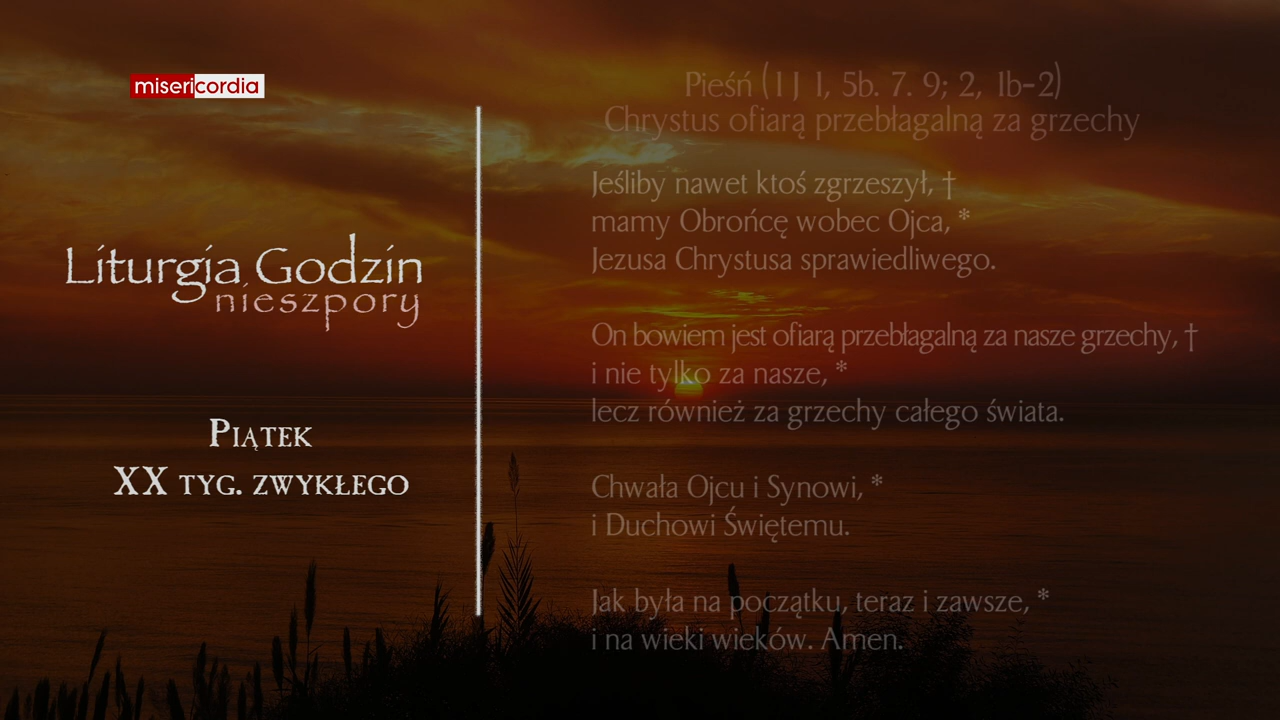 misericordia
Liturgia Godzin
nieszpory
Piątek
XX tyg. zwykłego
Pieśń (1 J 1, 5b. 7. 9; 2, 1b-2)
Chrystus ofiarą przebłagalną za grzechy
Jeśliby nawet ktoś zgrzeszył, †
mamy Obrońcę wobec Ojca, *
Jezusa Chrystusa sprawiedliwego.
On bowiem jest ofiarą przebłagalną za nasze grzechy, †
i nie tylko za nasze, *
lecz również za grzechy całego świata.
Chwała Ojcu i Synowi, *
i Duchowi Świętemu.
Jak była na początku, teraz i zawsze, *
i na wieki wieków. Amen.